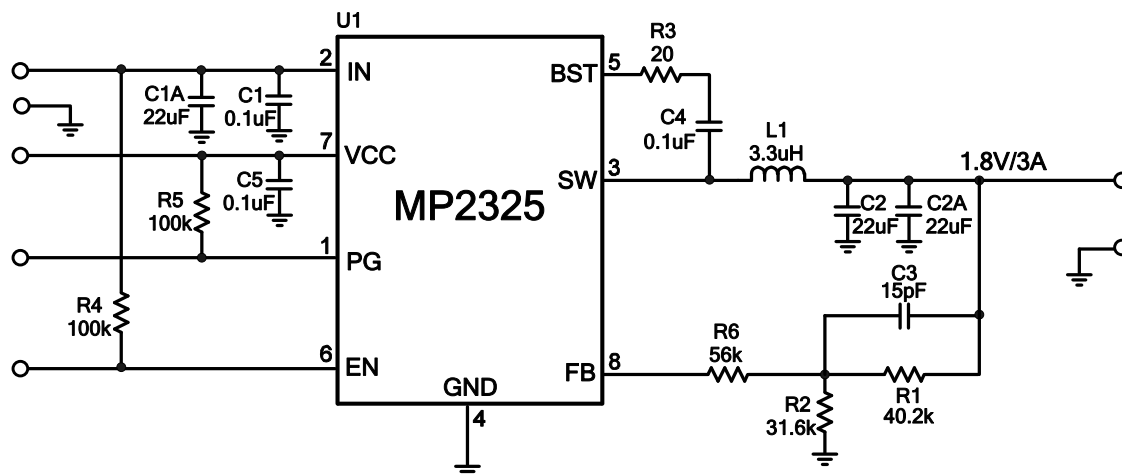 U1
2
IN
C1A
22uF
C1
0.1uF
7
VCC
C5
0.1uF
R5
100k
1
PG
R4
100k
6
EN
MP2325
GND
4
BST
5
R3
20
C4
0.1uF
SW
3
L1
3.3uH
1.8V/3A
C2
22uF
C2A
22uF
C3
15pF
FB
8
R6
56k
R1
40.2k
R2
31.6k